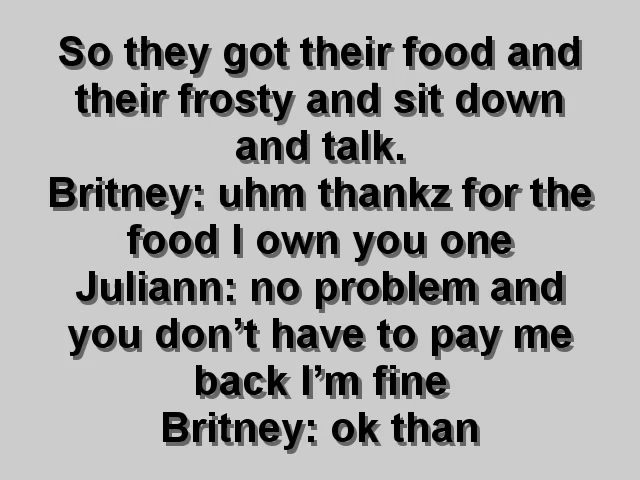 So they got their food and
their frosty and sit down
and talk.
Britney: uhm thankz for the
food I own you one
Juliann: no problem and
you don’t have to pay me
back I’m fine
Britney: ok than